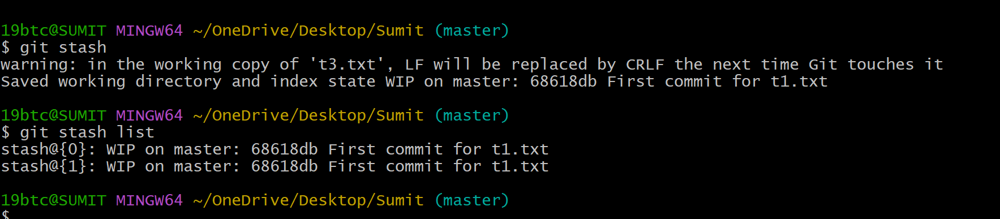 19btc@SUMIT MINGW64 ~/OneDrive/Desktop/Sumit (master)
$ git stash
warning: in the working copy of 't3.txt', LF will be replaced by CRLF the next time Git touches it
Saved working directory and index state WIP on master: 68618db First commit for t1.txt
19btc@SUMIT MINGW64 ~/OneDrive/Desktop/Sumit (master)
$ git stash list
stash@{0}: WIP on master: 68618db First commit for t1.txt
stash@{1}: WIP on master: 68618db First commit for t1.txt
19btc@SUMIT MINGW64 ~/OneDrive/Desktop/Sumit (master)
$